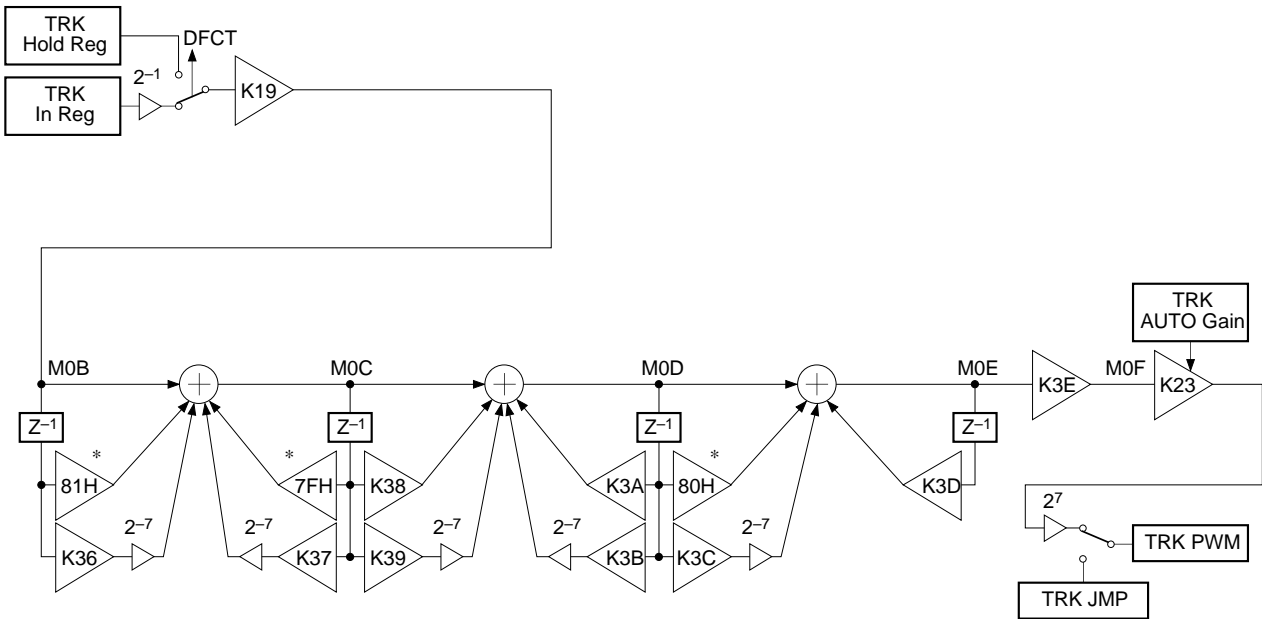 TRK
Hold Reg
DFCT
2⁻¹
K19
TRK
In Reg
TRK
AUTO Gain
M0B
M0C
M0D
M0E
K3E
M0F
K23
Z⁻¹
Z⁻¹
Z⁻¹
Z⁻¹
*
*
*
81H
7FH
K38
K3A
80H
K3D
2⁻⁷
2⁻⁷
2⁻⁷
2⁻⁷
2⁻⁷
2⁷
K36
K37
K39
K3B
K3C
TRK PWM
TRK JMP